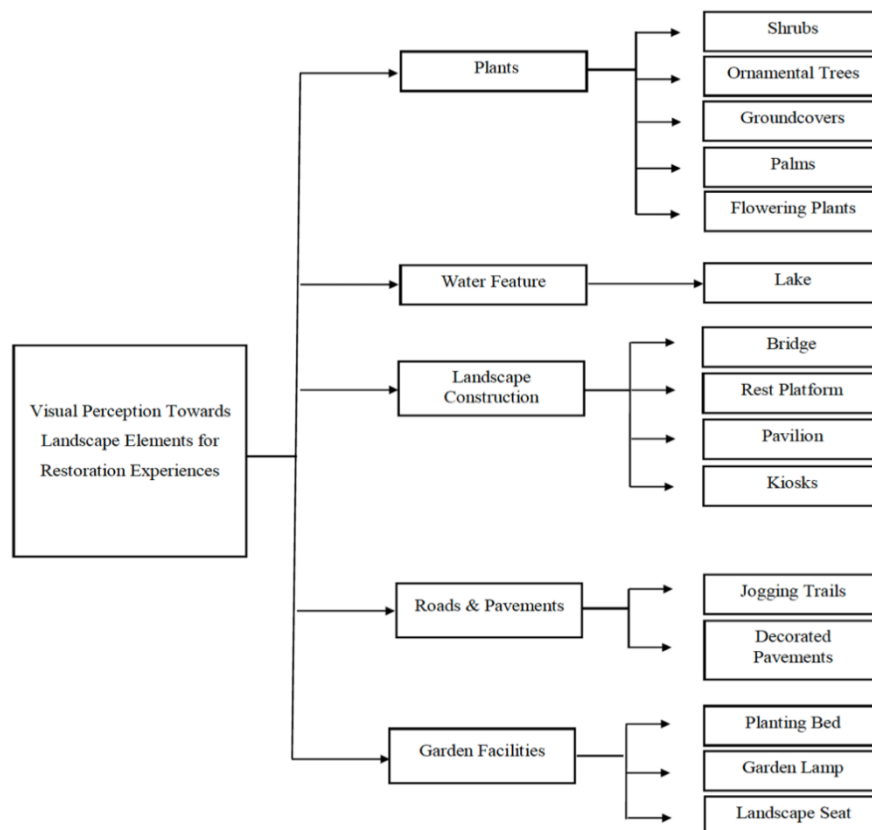 Shrubs
Plants
Ornamental Trees
Groundcovers
Palms
Flowering Plants
Water Feature
Lake
Bridge
Landscape
Construction
Rest Platform
Visual Perception Towards
Landscape Elements for
Restoration Experiences
Pavilion
Kiosks
Jogging Trails
Roads & Pavements
Decorated
Pavements
Planting Bed
Garden Facilities
Garden Lamp
Landscape Seat